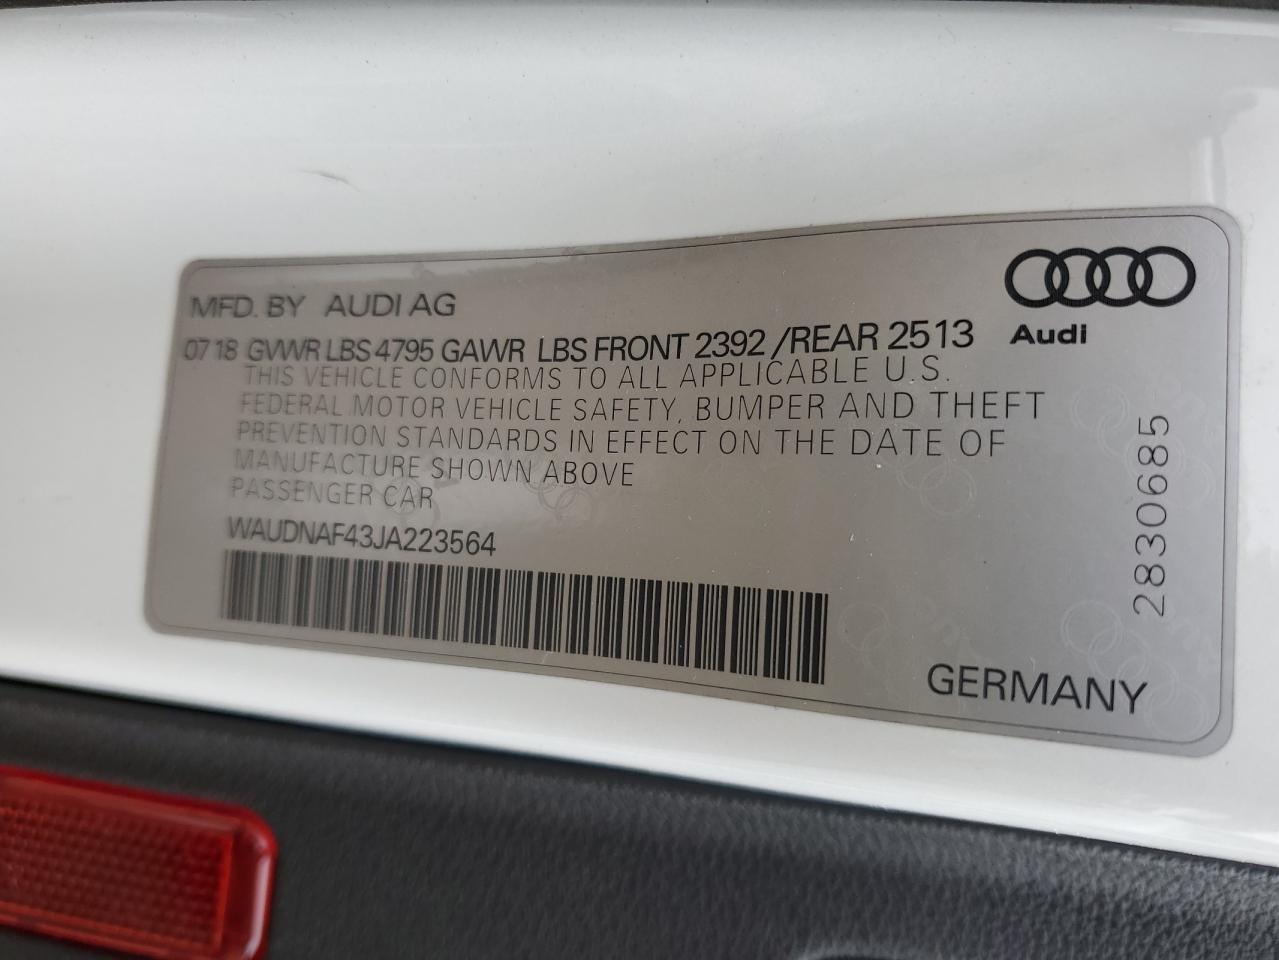 MFD. BY AUDI AG
07 18 GVWR LBS 4795 GAWR LBS FRONT 2392 / REAR 2513
Audi
THIS VEHICLE CONFORMS TO ALL APPLICABLE U.S.
FEDERAL MOTOR VEHICLE SAFETY, BUMPER AND THEFT
PREVENTION STANDARDS IN EFFECT ON THE DATE OF
MANUFACTURE SHOWN ABOVE
PASSENGER CAR
WAUDNAF43JA223564
2830685
GERMANY